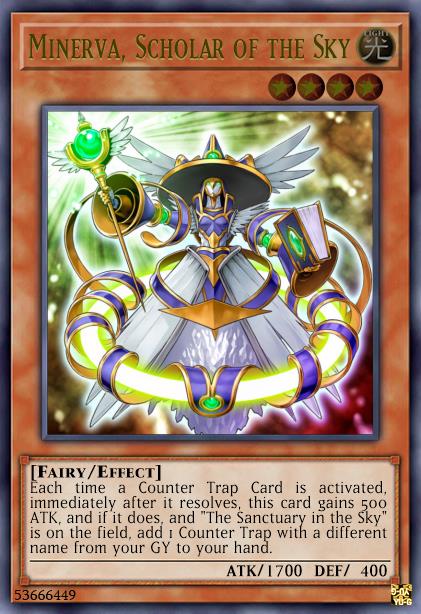 MINERVA, SCHOLAR OF THE SKY
LIGHT
光
[FAIRY/EFFECT]
Each time a Counter Trap Card is activated,
immediately after it resolves, this card gains 500
ATK, and if it does, and "The Sanctuary in the Sky"
is on the field, add 1 Counter Trap with a different
name from your GY to your hand.
ATK/1700 DEF/ 400
53666449